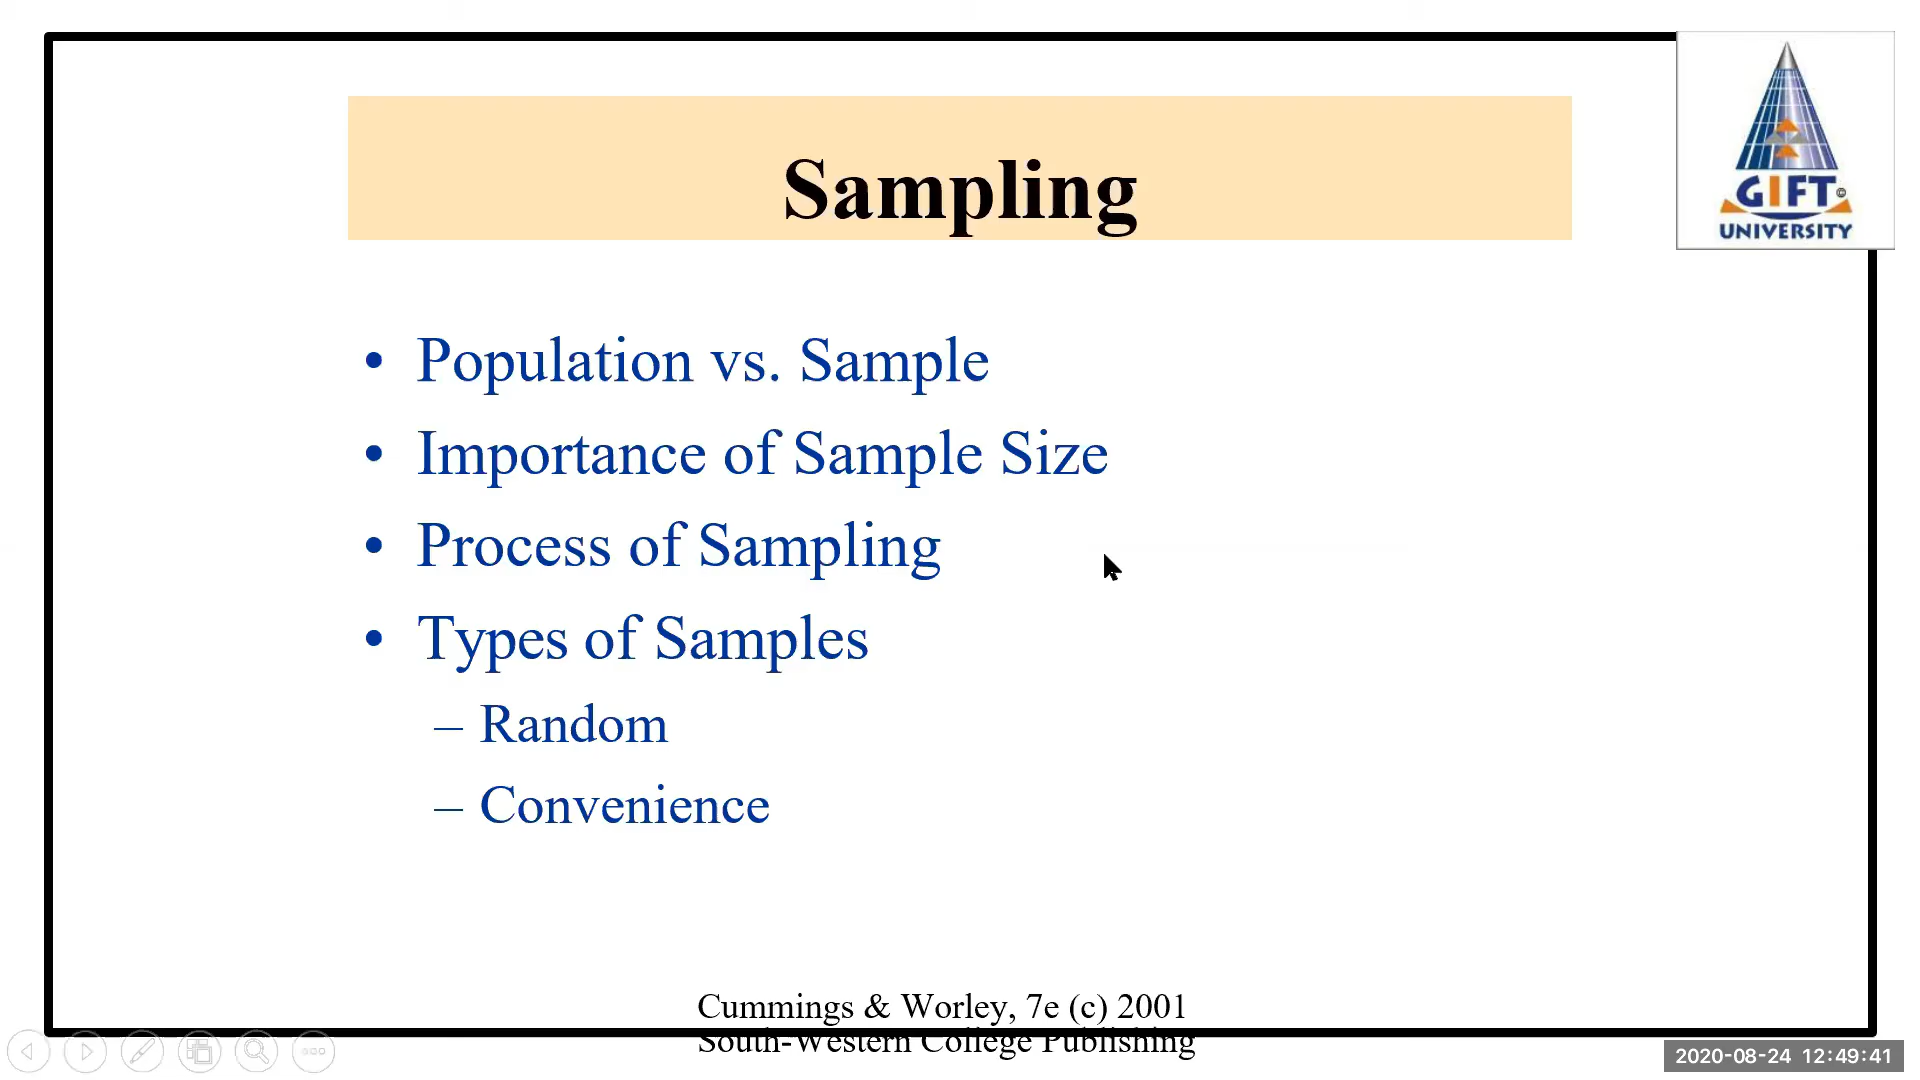 Sampling
GIFT©
UNIVERSITY
• Population vs. Sample
• Importance of Sample Size
• Process of Sampling
• Types of Samples
– Random
– Convenience
Cummings & Worley, 7e (c) 2001
South-Western College Publishing
2020-08-24 12:49:41